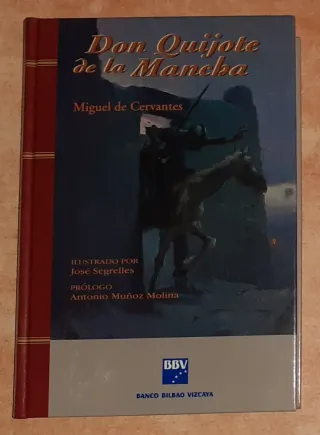 Don Quijote
de la Mancha
Miguel de Cervantes
ILUSTRADO POR
José Segrelles
PRÓLOGO
Antonio Muñoz Molina
BBV
BANCO BILBAO VIZCAYA